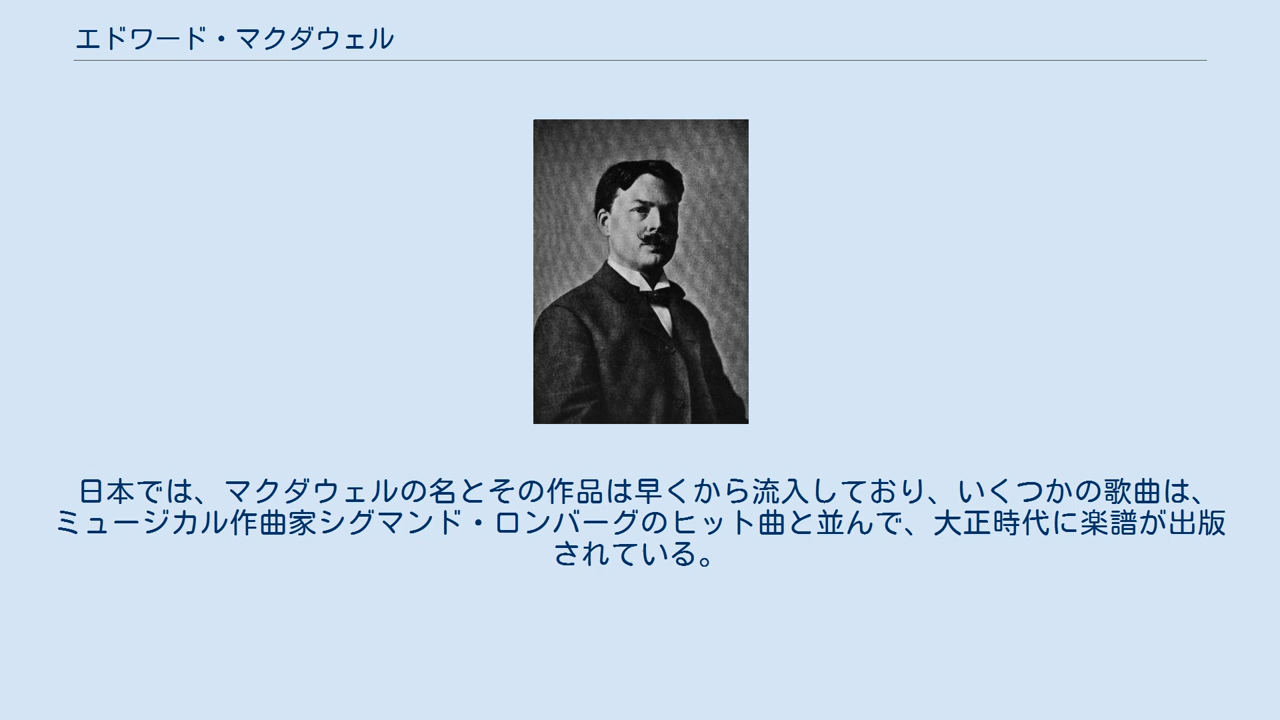 エドワード・マクダウェル
日本では、マクダウェルの名とその作品は早くから流入しており、いくつかの歌曲は、
ミュージカル作曲家シグマンド・ロンバーグのヒット曲と並んで、大正時代に楽譜が出版
されている。